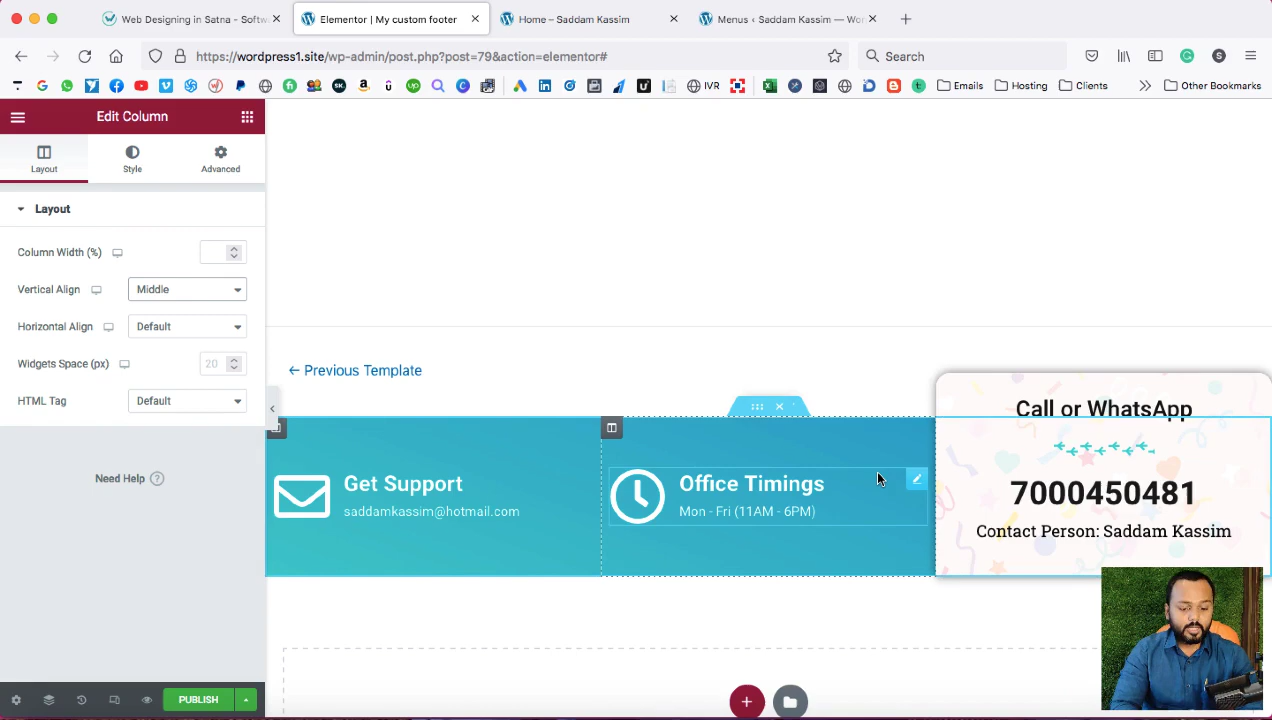 Web Designing in Satna - Softw
Elementor | My custom footer
Home – Saddam Kassim
Menus ‹ Saddam Kassim — Wo
https://wordpress1.site/wp-admin/post.php?post=79&action=elementor#
Search
IVR
Emails
Hosting
Clients
Other Bookmarks
Edit Column
Layout
Style
Advanced
Layout
Column Width (%)
Vertical Align
Middle
Horizontal Align
Default
Widgets Space (px)
20
HTML Tag
Default
Need Help
PUBLISH
← Previous Template
Get Support
saddamkassim@hotmail.com
Office Timings
Mon - Fri (11AM - 6PM)
Call or WhatsApp
7000450481
Contact Person: Saddam Kassim